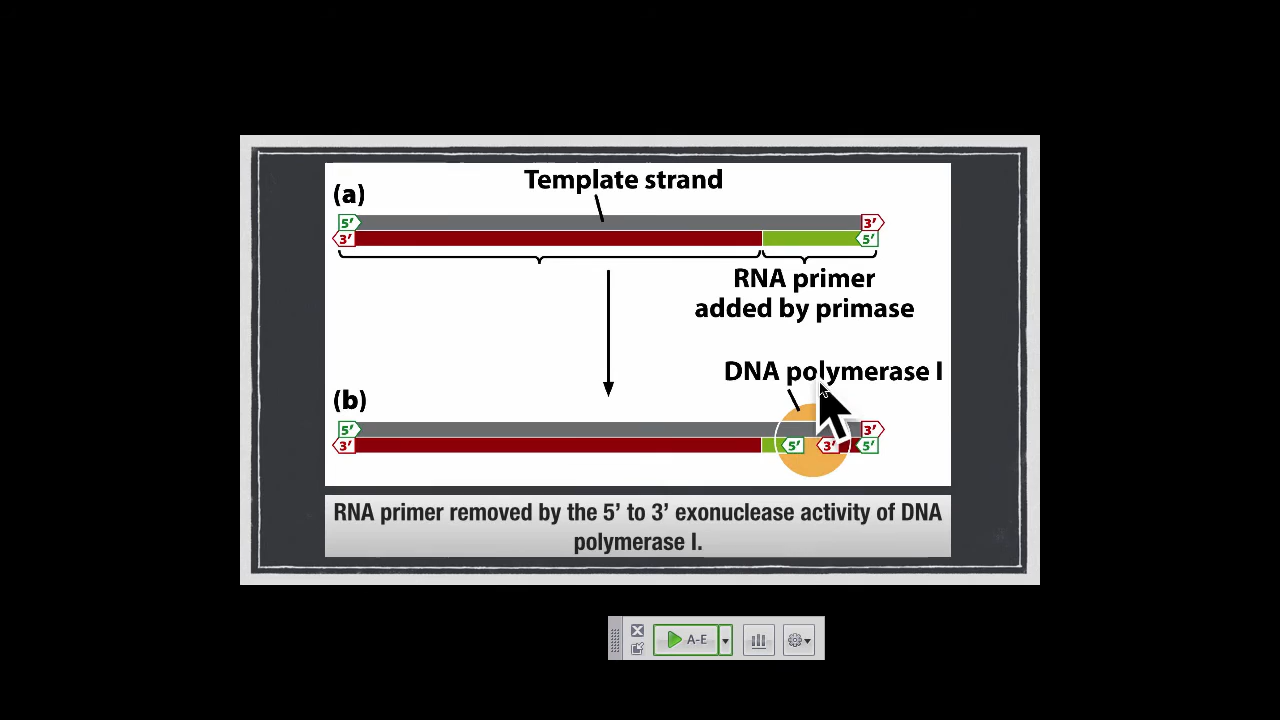 Template strand
(a)
5’ 3’
3’ 5’
RNA primer
added by primase
DNA polymerase I
(b)
5’ 3’
3’ 5’ 3’ 5’
RNA primer removed by the 5’ to 3’ exonuclease activity of DNA
polymerase I.
A-E